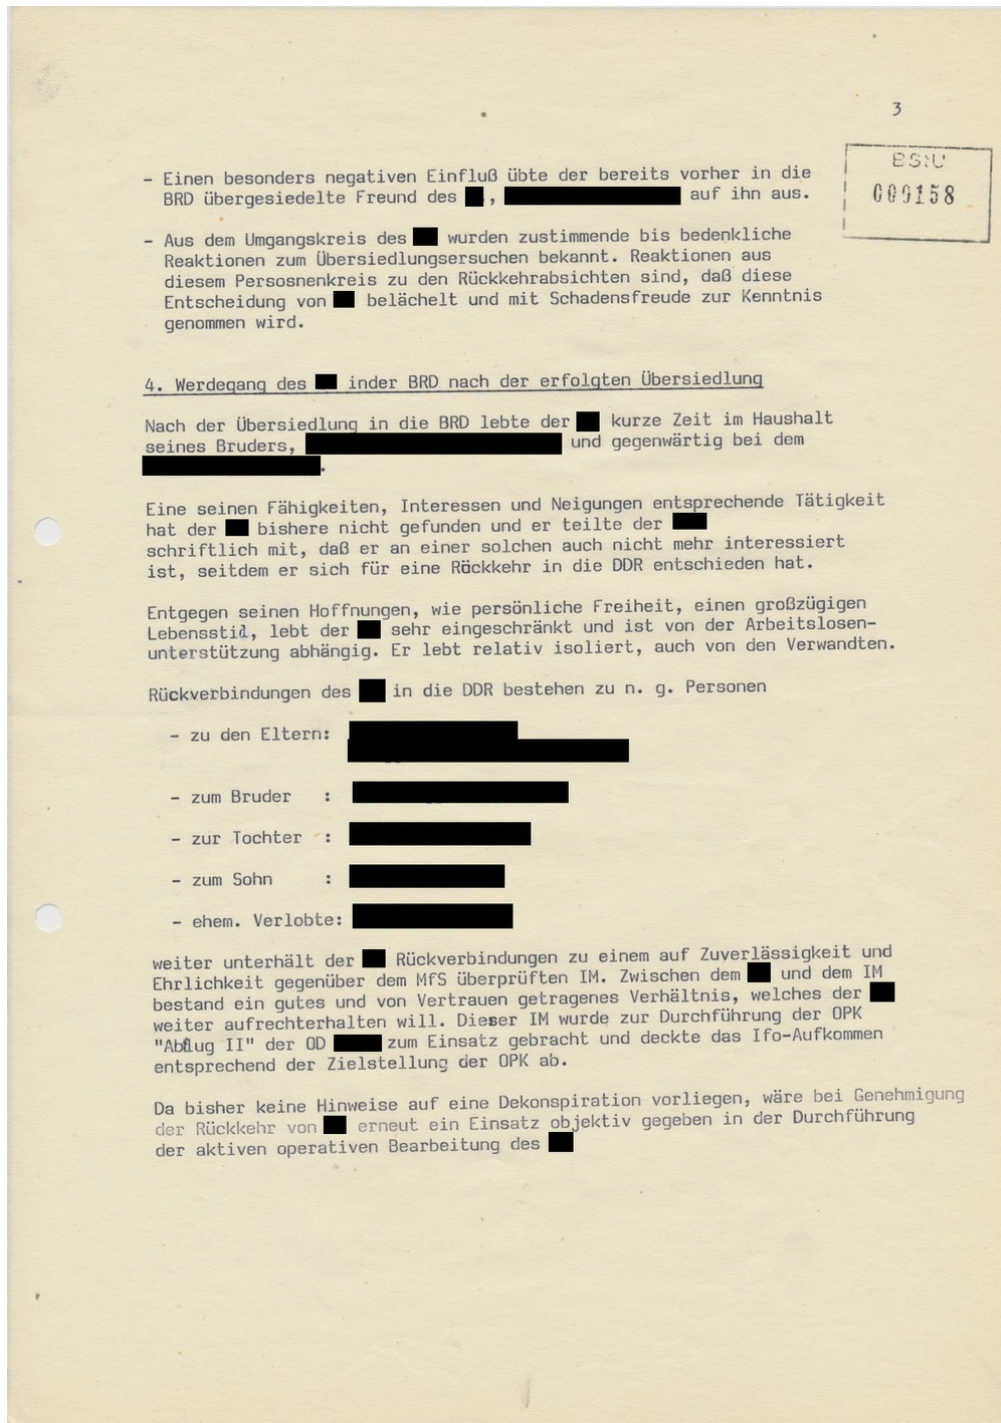 3
BStU
000158
- Einen besonders negativen Einfluß übte der bereits vorher in die
BRD übergesiedelte Freund des , auf ihn aus.
- Aus dem Umgangskreis des wurden zustimmende bis bedenkliche
Reaktionen zum Übersiedlungsersuchen bekannt. Reaktionen aus
diesem Persosnenkreis zu den Rückkehrabsichten sind, daß diese
Entscheidung von belächelt und mit Schadensfreude zur Kenntnis
genommen wird.
4. Werdegang des inder BRD nach der erfolgten Übersiedlung
Nach der Übersiedlung in die BRD lebte der kurze Zeit im Haushalt
seines Bruders, und gegenwärtig bei dem
.
Eine seinen Fähigkeiten, Interessen und Neigungen entsprechende Tätigkeit
hat der bishere nicht gefunden und er teilte der
schriftlich mit, daß er an einer solchen auch nicht mehr interessiert
ist, seitdem er sich für eine Räckkehr in die DDR entschieden hat.
Entgegen seinen Hoffnungen, wie persönliche Freiheit, einen großzügigen
Lebensstil, lebt der sehr eingeschränkt und ist von der Arbeitslosen-
unterstützung abhängig. Er lebt relativ isoliert, auch von den Verwandten.
Rückverbindungen des in die DDR bestehen zu n. g. Personen
- zu den Eltern:
- zum Bruder :
- zur Tochter :
- zum Sohn :
- ehem. Verlobte:
weiter unterhält der Rückverbindungen zu einem auf Zuverlässigkeit und
Ehrlichkeit gegenüber dem MfS überprüften IM. Zwischen dem und dem IM
bestand ein gutes und von Vertrauen getragenes Verhältnis, welches der
weiter aufrechterhalten will. Dieser IM wurde zur Durchführung der OPK
"Abflug II" der OD zum Einsatz gebracht und deckte das Ifo-Aufkommen
entsprechend der Zielstellung der OPK ab.
Da bisher keine Hinweise auf eine Dekonspiration vorliegen, wäre bei Genehmigung
der Rückkehr von erneut ein Einsatz objektiv gegeben in der Durchführung
der aktiven operativen Bearbeitung des